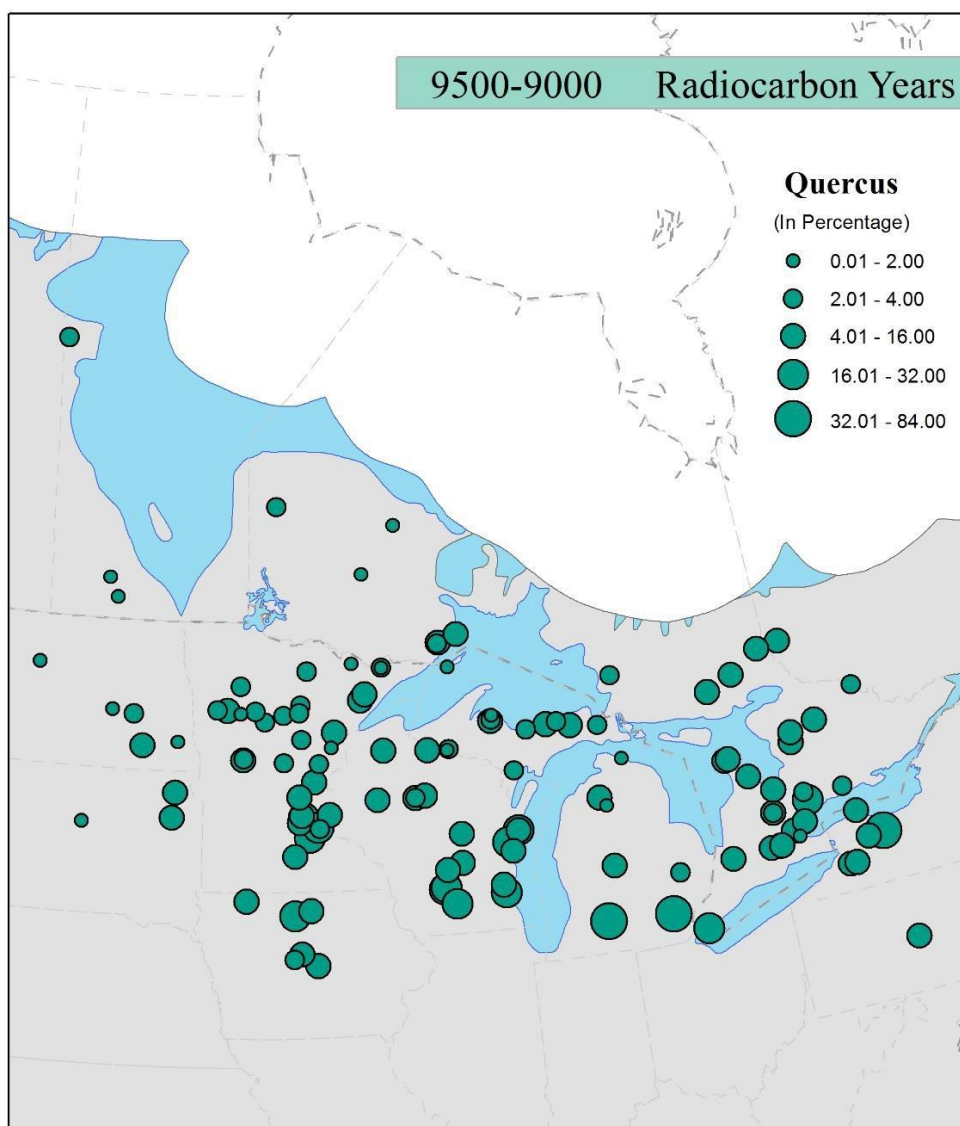 9500-9000 Radiocarbon Years
Quercus
(In Percentage)
0.01 - 2.00
2.01 - 4.00
4.01 - 16.00
16.01 - 32.00
32.01 - 84.00